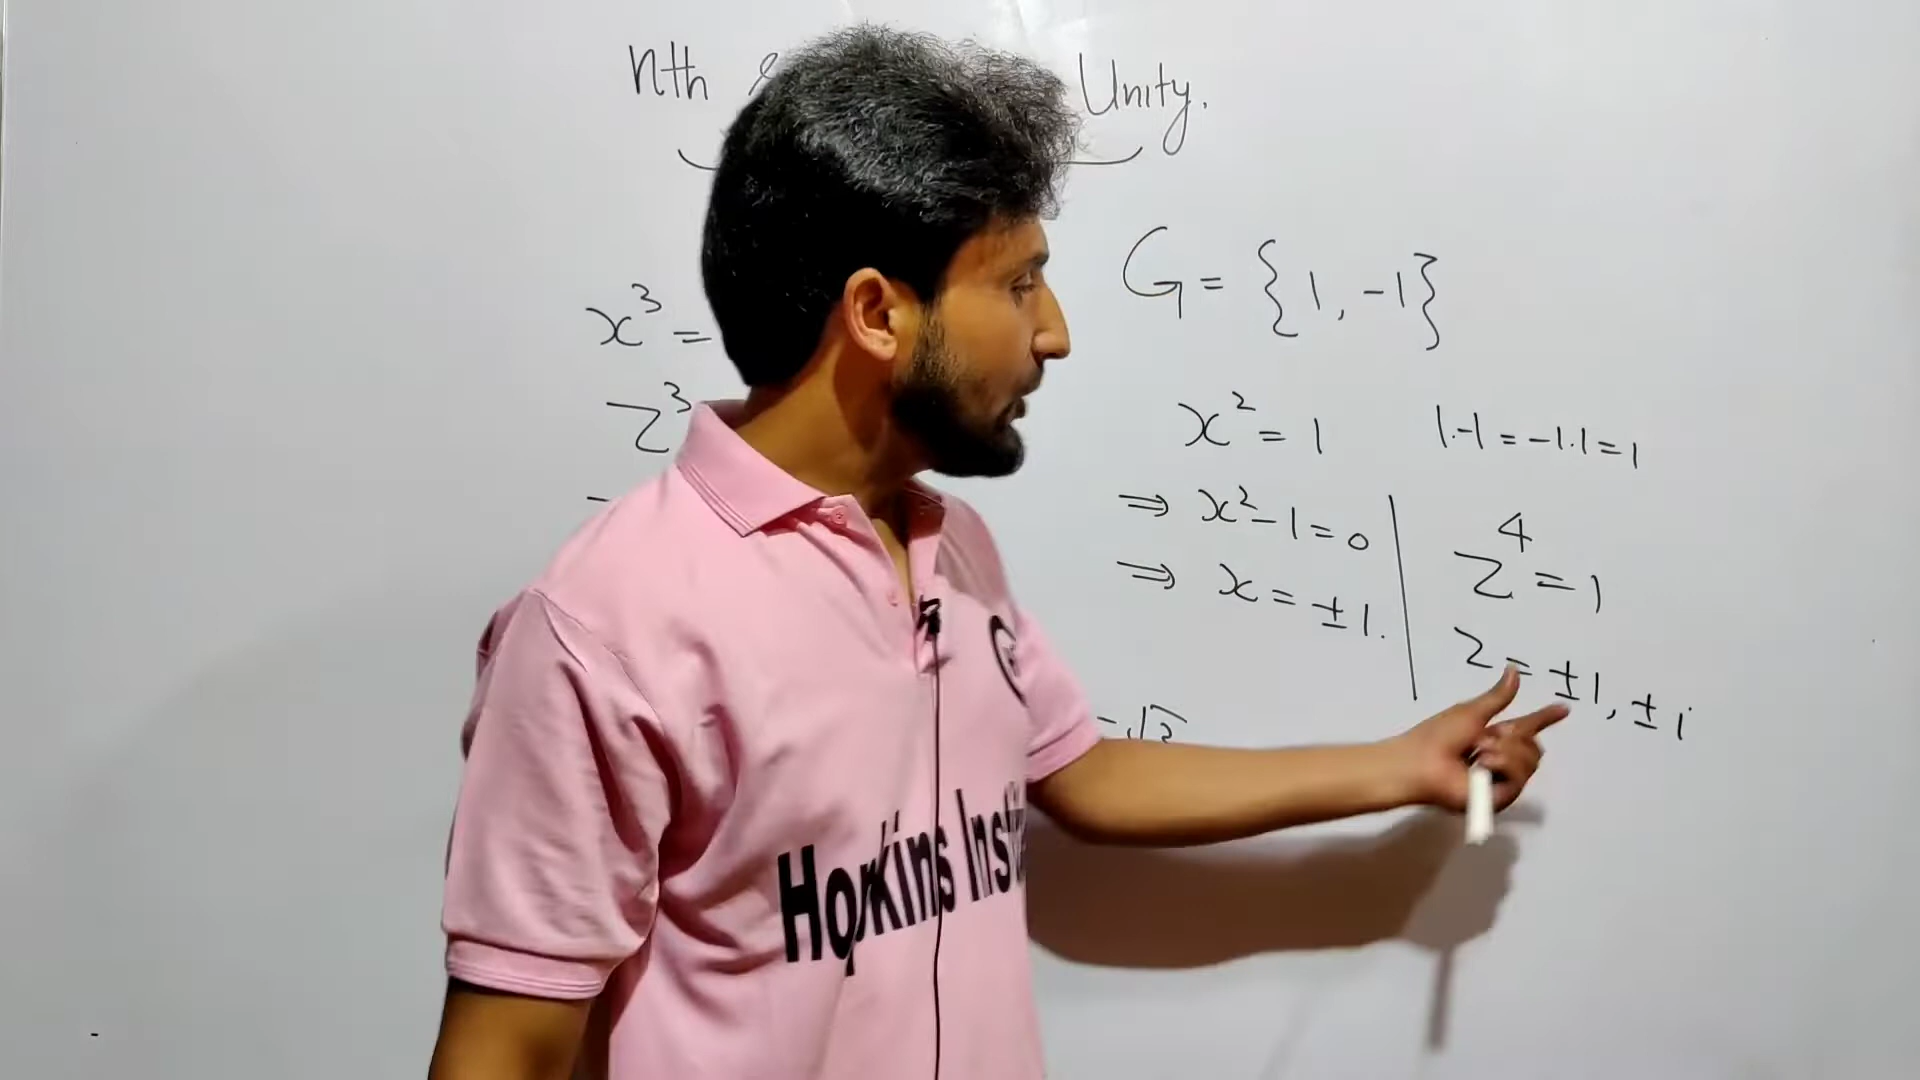 nth Unity.
G = {1, -1}
x³ =
z³
x² = 1
1.-1 = -1.1 = 1
⇒ x²-1=0
⇒ x = ±1.
z⁴ = 1
z = ±1, ±i
Hopkins Inst